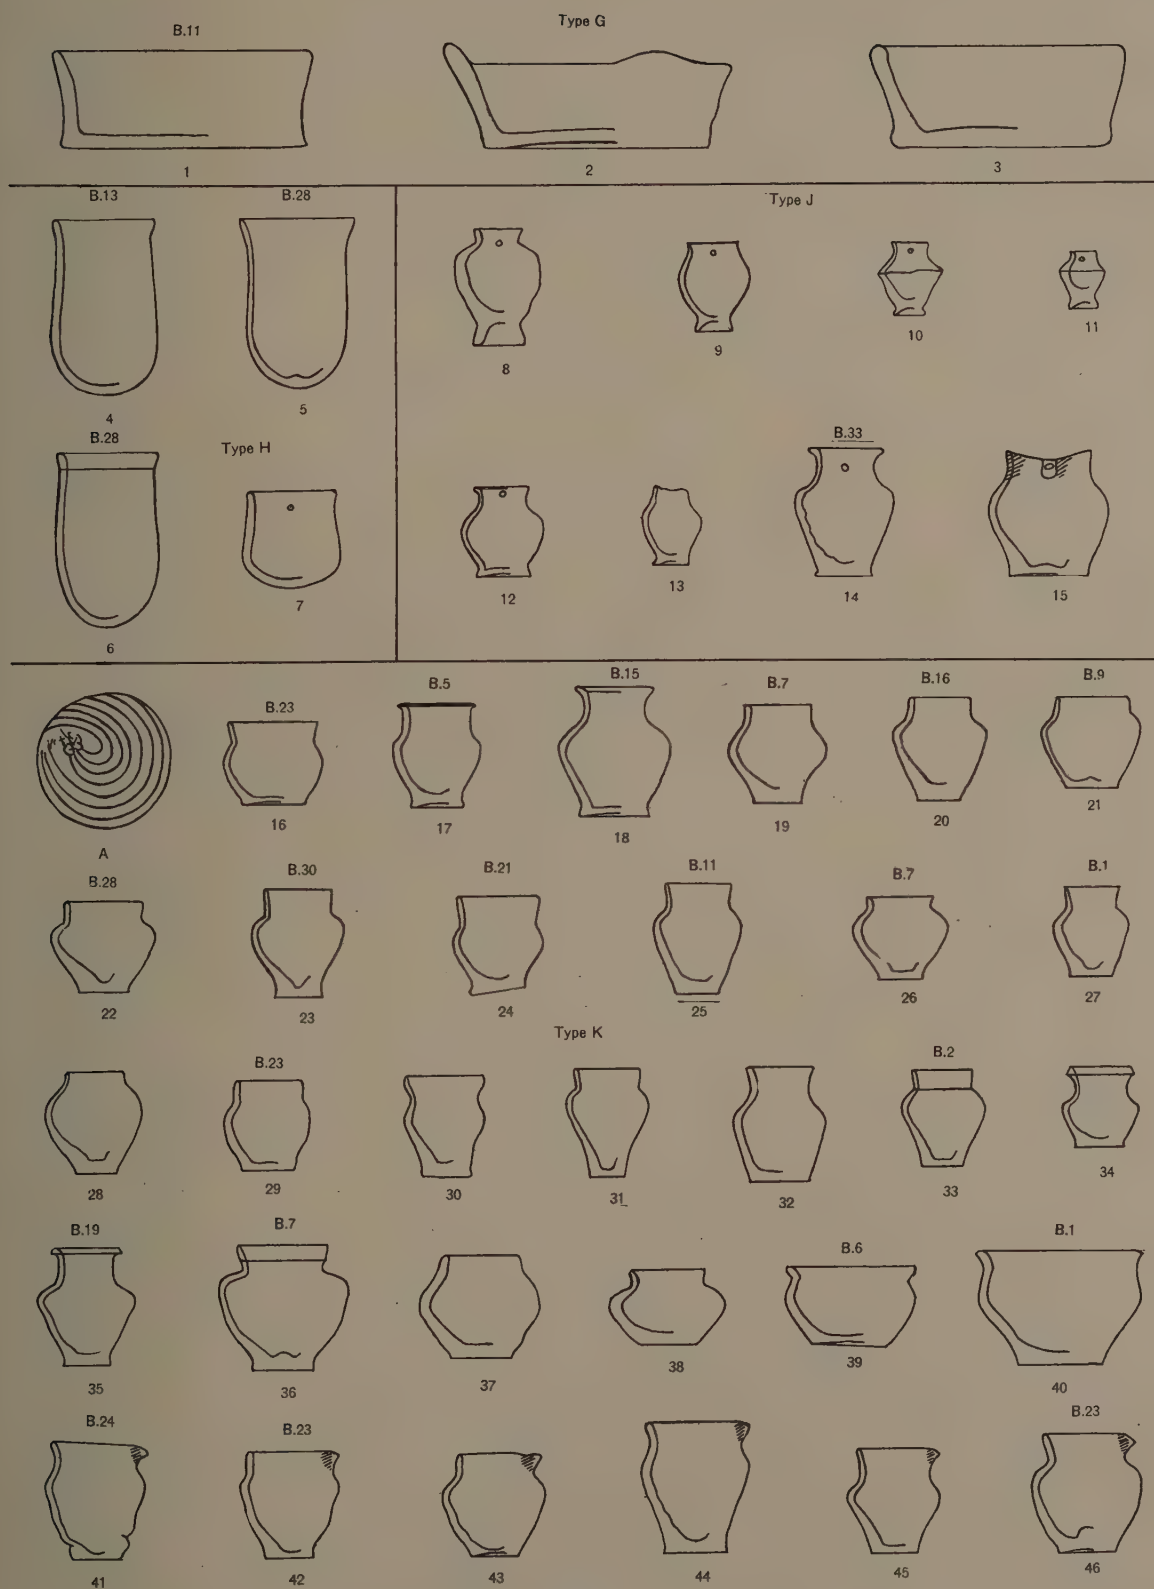 Type G
B.11
1 2 3
B.13 B.28
4 5
B.28
Type H
6 7
Type J
8 9 10 11
B.33
12 13 14 15
B.23 B.5 B.15 B.7 B.16 B.9
A 16 17 18 19 20 21
B.28 B.30 B.21 B.11 B.7 B.1
22 23 24 25 26 27
Type K
B.23 B.2
28 29 30 31 32 33 34
B.19 B.7 B.6 B.1
35 36 37 38 39 40
B.24 B.23 B.23
41 42 43 44 45 46